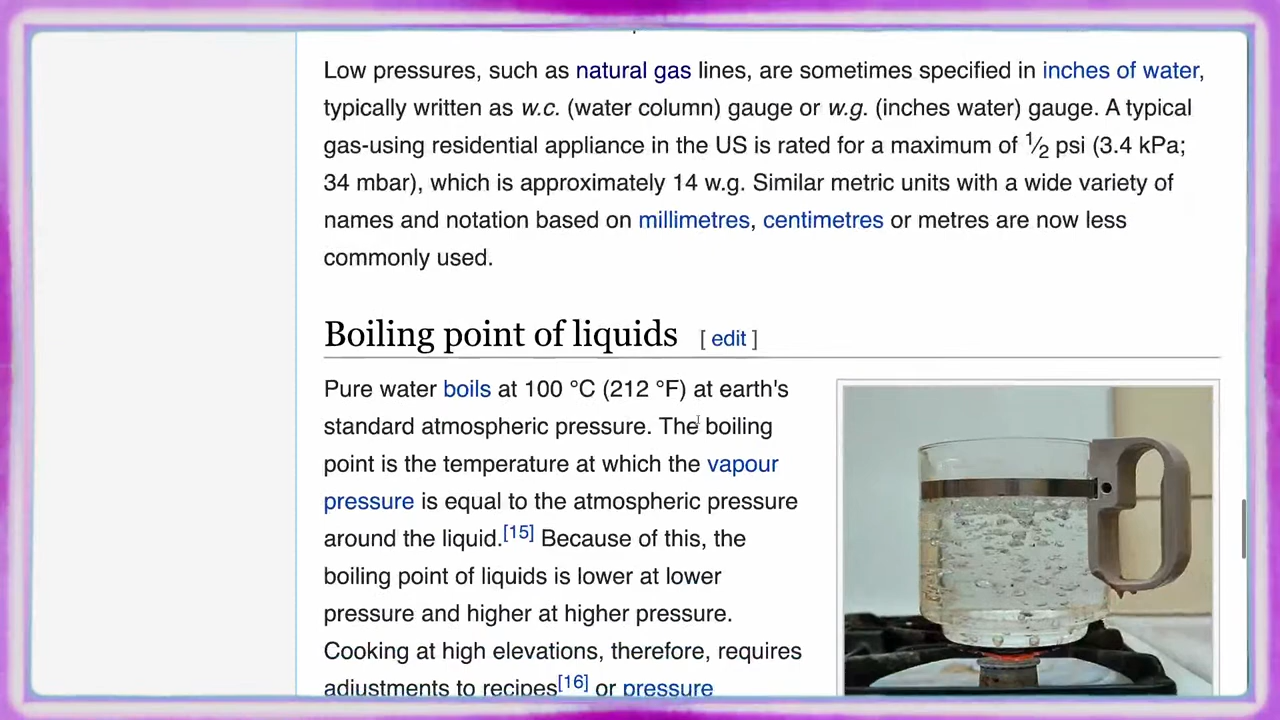 Low pressures, such as natural gas lines, are sometimes specified in inches of water,
typically written as w.c. (water column) gauge or w.g. (inches water) gauge. A typical
gas-using residential appliance in the US is rated for a maximum of 1⁄2 psi (3.4 kPa;
34 mbar), which is approximately 14 w.g. Similar metric units with a wide variety of
names and notation based on millimetres, centimetres or metres are now less
commonly used.
Boiling point of liquids [ edit ]
Pure water boils at 100 °C (212 °F) at earth's
standard atmospheric pressure. The boiling
point is the temperature at which the vapour
pressure is equal to the atmospheric pressure
around the liquid.[15] Because of this, the
boiling point of liquids is lower at lower
pressure and higher at higher pressure.
Cooking at high elevations, therefore, requires
adjustments to recipes[16] or pressure